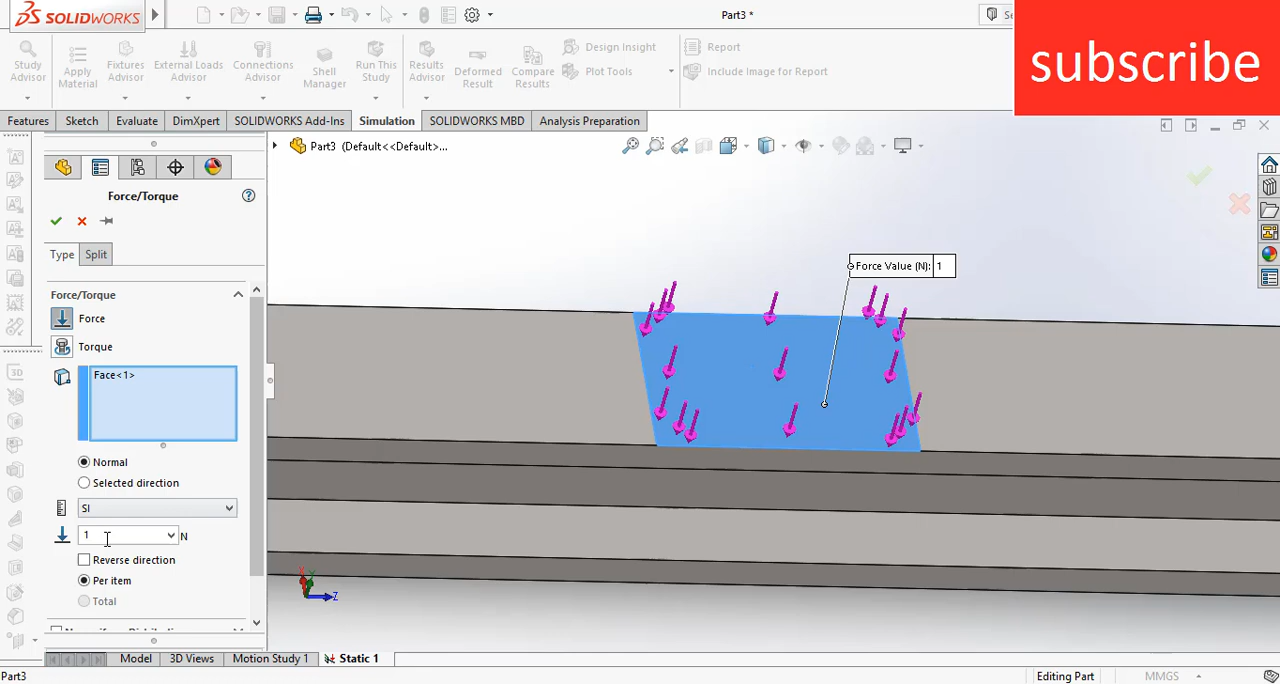 SOLIDWORKS
Part3 *
Se
subscribe
Study Advisor
Apply Material
Fixtures Advisor
External Loads Advisor
Connections Advisor
Shell Manager
Run This Study
Results Advisor
Deformed Result
Compare Results
Design Insight
Plot Tools
Report
Include Image for Report
Features
Sketch
Evaluate
DimXpert
SOLIDWORKS Add-Ins
Simulation
SOLIDWORKS MBD
Analysis Preparation
Part3 (Default<<Default>...
Force/Torque
Type
Split
Force/Torque
Force
Torque
Face<1>
Normal
Selected direction
SI
1
N
Reverse direction
Per item
Total
Force Value (N): 1
Z
3D
Model
3D Views
Motion Study 1
Static 1
Part3
Editing Part
MMGS